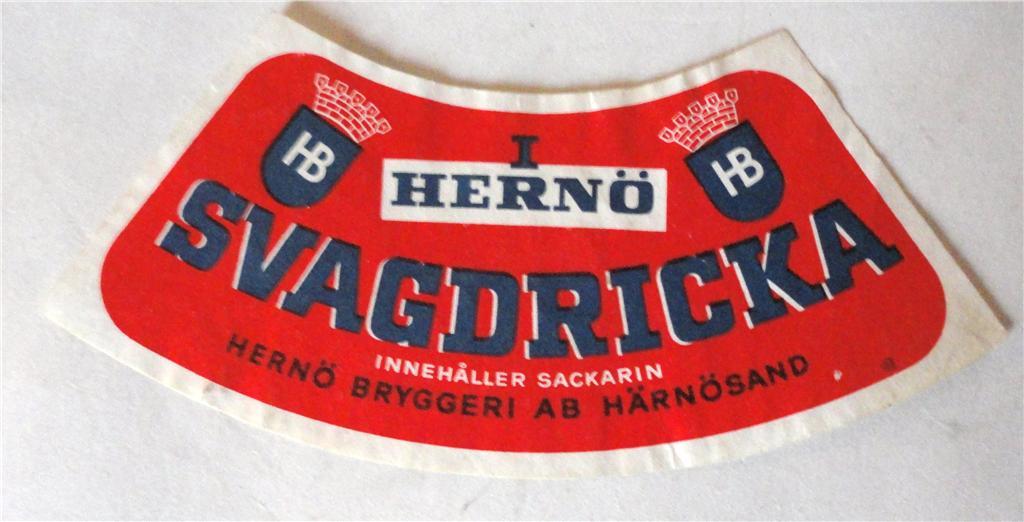 HB
HB
I
HERNÖ
SVAGDRICKA
INNEHÅLLER SACKARIN
HERNÖ BRYGGERI AB HÄRNÖSAND